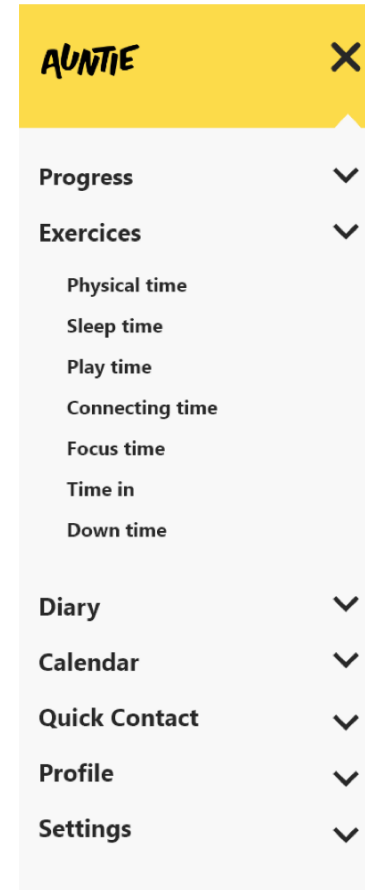 AUNTIE
Progress
Exercices
Physical time
Sleep time
Play time
Connecting time
Focus time
Time in
Down time
Diary
Calendar
Quick Contact
Profile
Settings